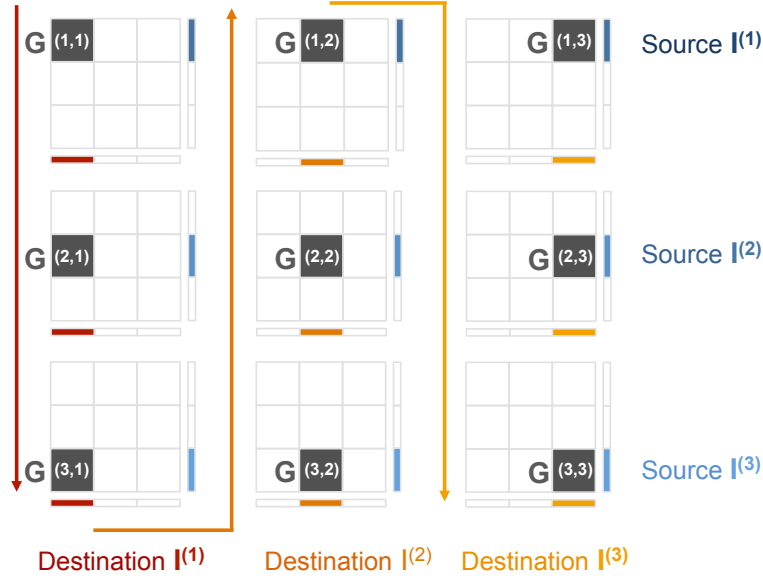 G (1,1) G (1,2) G (1,3) Source I(1)
G (2,1) G (2,2) G (2,3) Source I(2)
G (3,1) G (3,2) G (3,3) Source I(3)
Destination I(1) Destination I(2) Destination I(3)